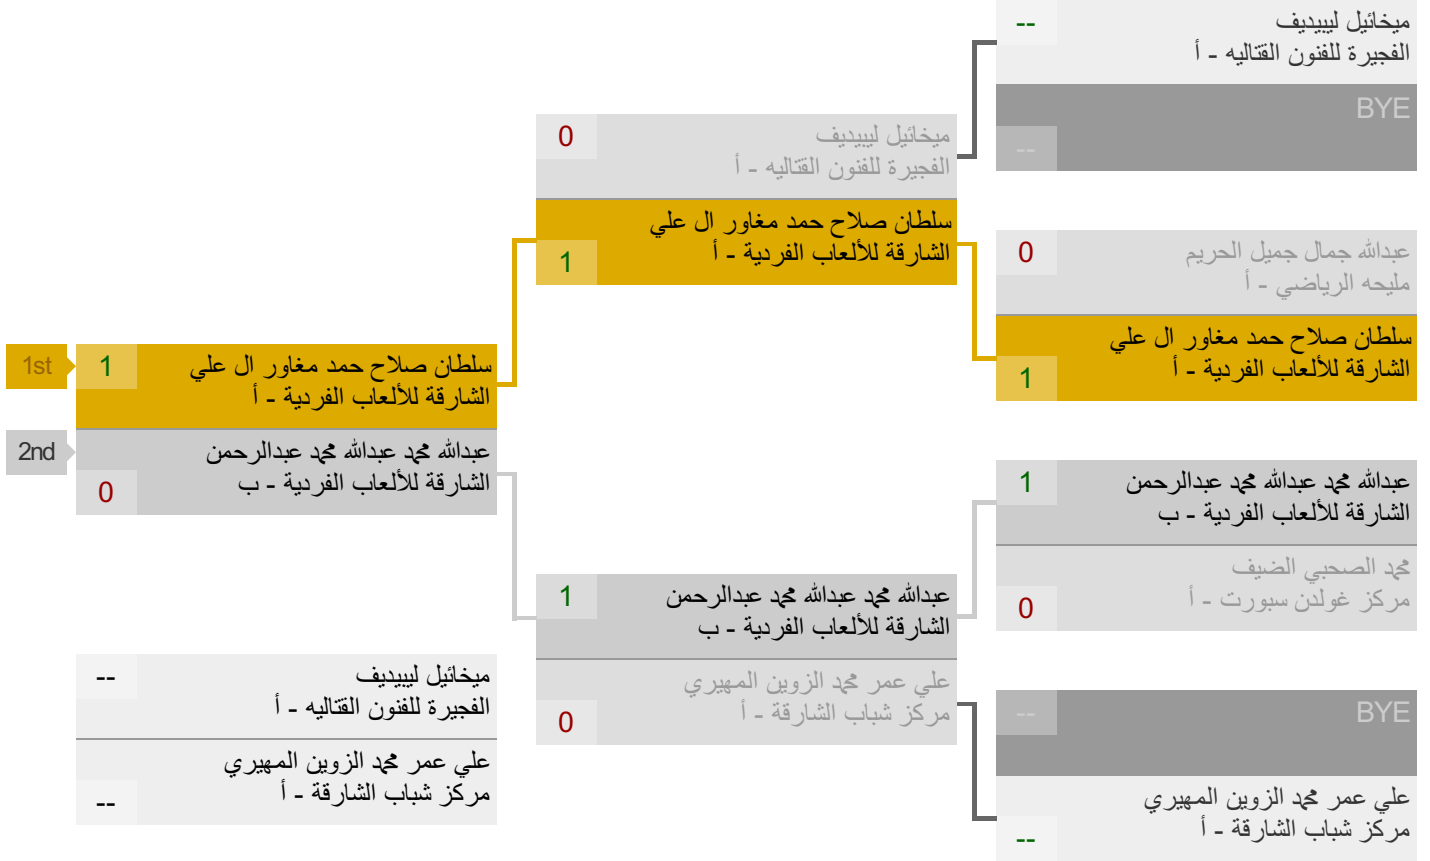 --
ميخائيل ليبيديف
الفجيرة للفنون القتاليه - أ
BYE
--
0
عبدالله جمال جميل الحريم
مليحه الرياضي - أ
سلطان صلاح حمد مغاور ال علي
الشارقة للألعاب الفردية - أ
1
1
عبدالله محمد عبدالله محمد عبدالرحمن
الشارقة للألعاب الفردية - ب
محمد الصحبي الضيف
مركز غولدن سبورت - أ
0
--
BYE
علي عمر محمد الزوين المهيري
مركز شباب الشارقة - أ
--
0
ميخائيل ليبيديف
الفجيرة للفنون القتاليه - أ
سلطان صلاح حمد مغاور ال علي
الشارقة للألعاب الفردية - أ
1
1
عبدالله محمد عبدالله محمد عبدالرحمن
الشارقة للألعاب الفردية - ب
علي عمر محمد الزوين المهيري
مركز شباب الشارقة - أ
0
1st
1
سلطان صلاح حمد مغاور ال علي
الشارقة للألعاب الفردية - أ
2nd
عبدالله محمد عبدالله محمد عبدالرحمن
الشارقة للألعاب الفردية - ب
0
--
ميخائيل ليبيديف
الفجيرة للفنون القتاليه - أ
علي عمر محمد الزوين المهيري
مركز شباب الشارقة - أ
--